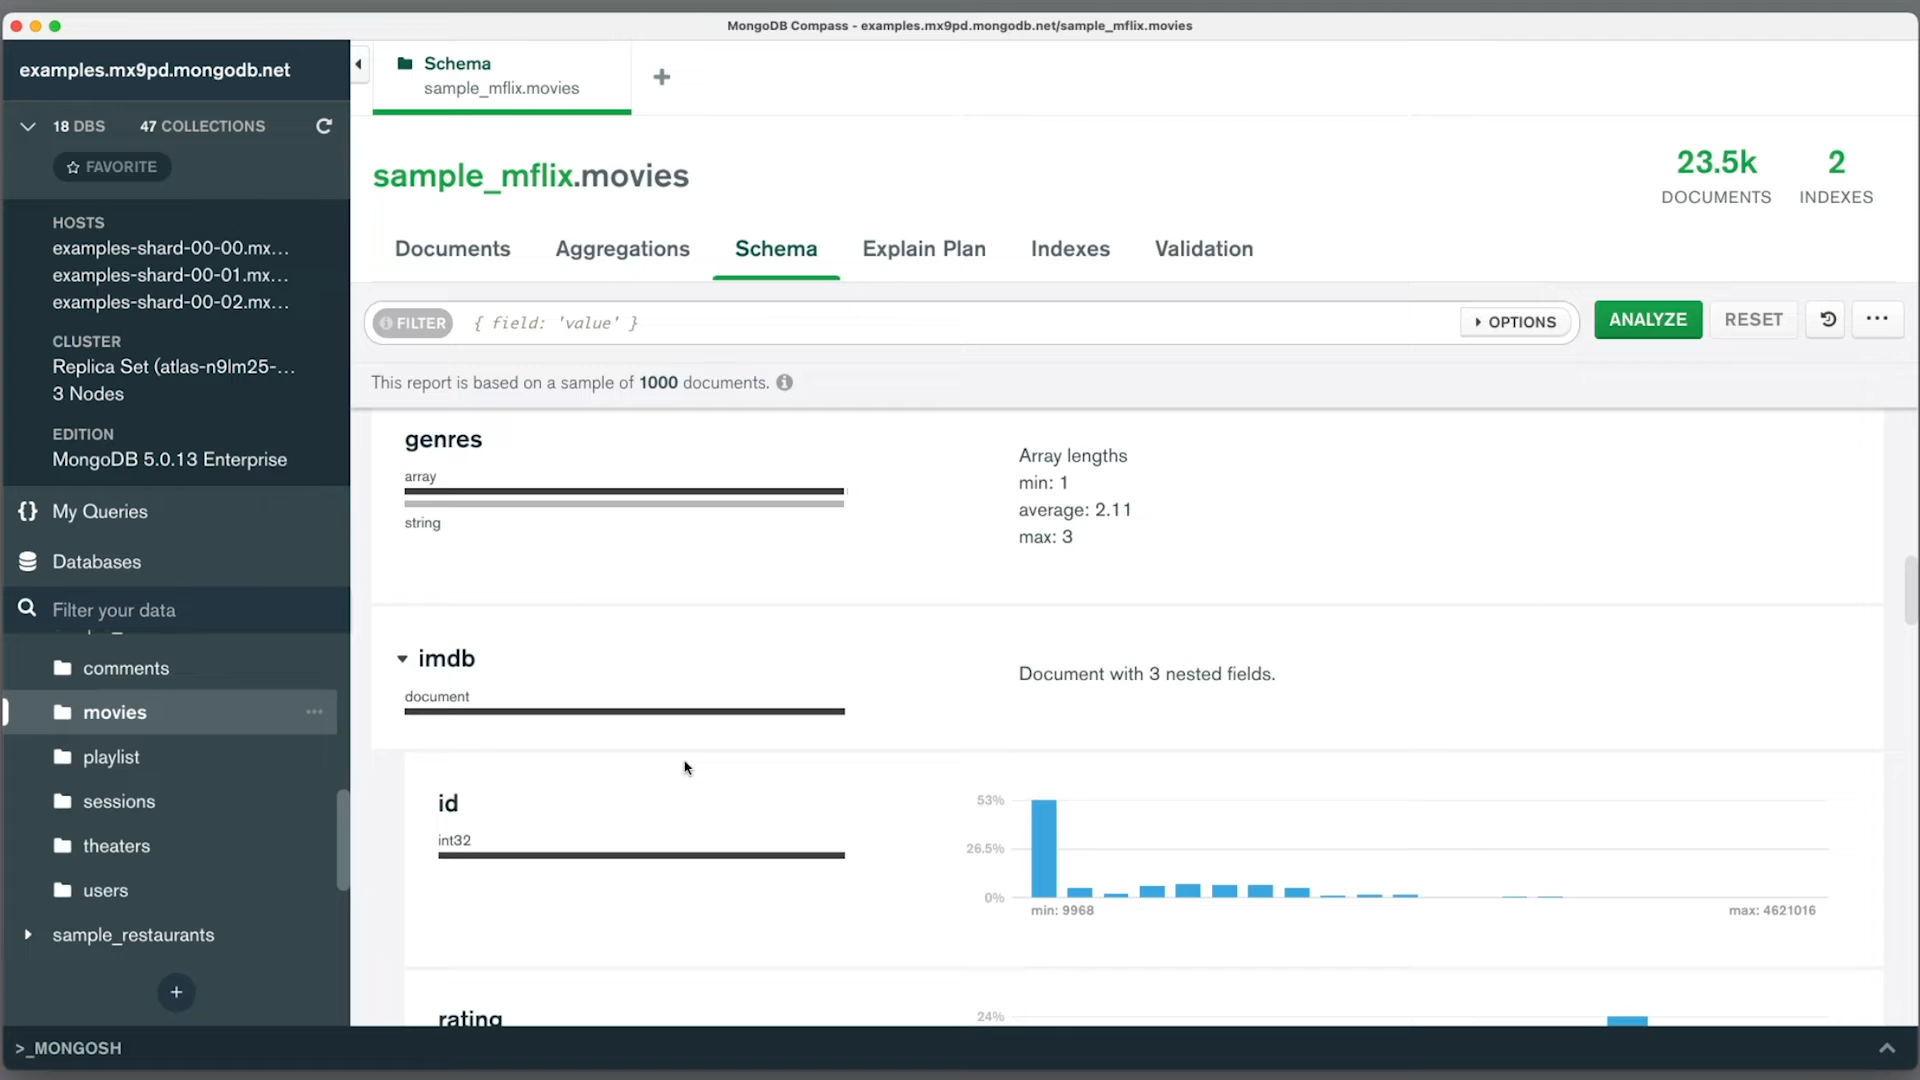 MongoDB Compass - examples.mx9pd.mongodb.net/sample_mflix.movies
examples.mx9pd.mongodb.net
18 DBS 47 COLLECTIONS
FAVORITE
HOSTS
examples-shard-00-00.mx...
examples-shard-00-01.mx...
examples-shard-00-02.mx...
CLUSTER
Replica Set (atlas-n9lm25-...
3 Nodes
EDITION
MongoDB 5.0.13 Enterprise
{} My Queries
Databases
Filter your data
comments
movies
playlist
sessions
theaters
users
sample_restaurants
+
Schema
sample_mflix.movies
+
sample_mflix.movies
23.5k
DOCUMENTS
2
INDEXES
Documents Aggregations Schema Explain Plan Indexes Validation
FILTER { field: 'value' } OPTIONS ANALYZE RESET
This report is based on a sample of 1000 documents.
genres
array
string
Array lengths
min: 1
average: 2.11
max: 3
imdb
document
Document with 3 nested fields.
id
int32
53%
26.5%
0%
min: 9968 max: 4621016
rating
24%
>_MONGOSH